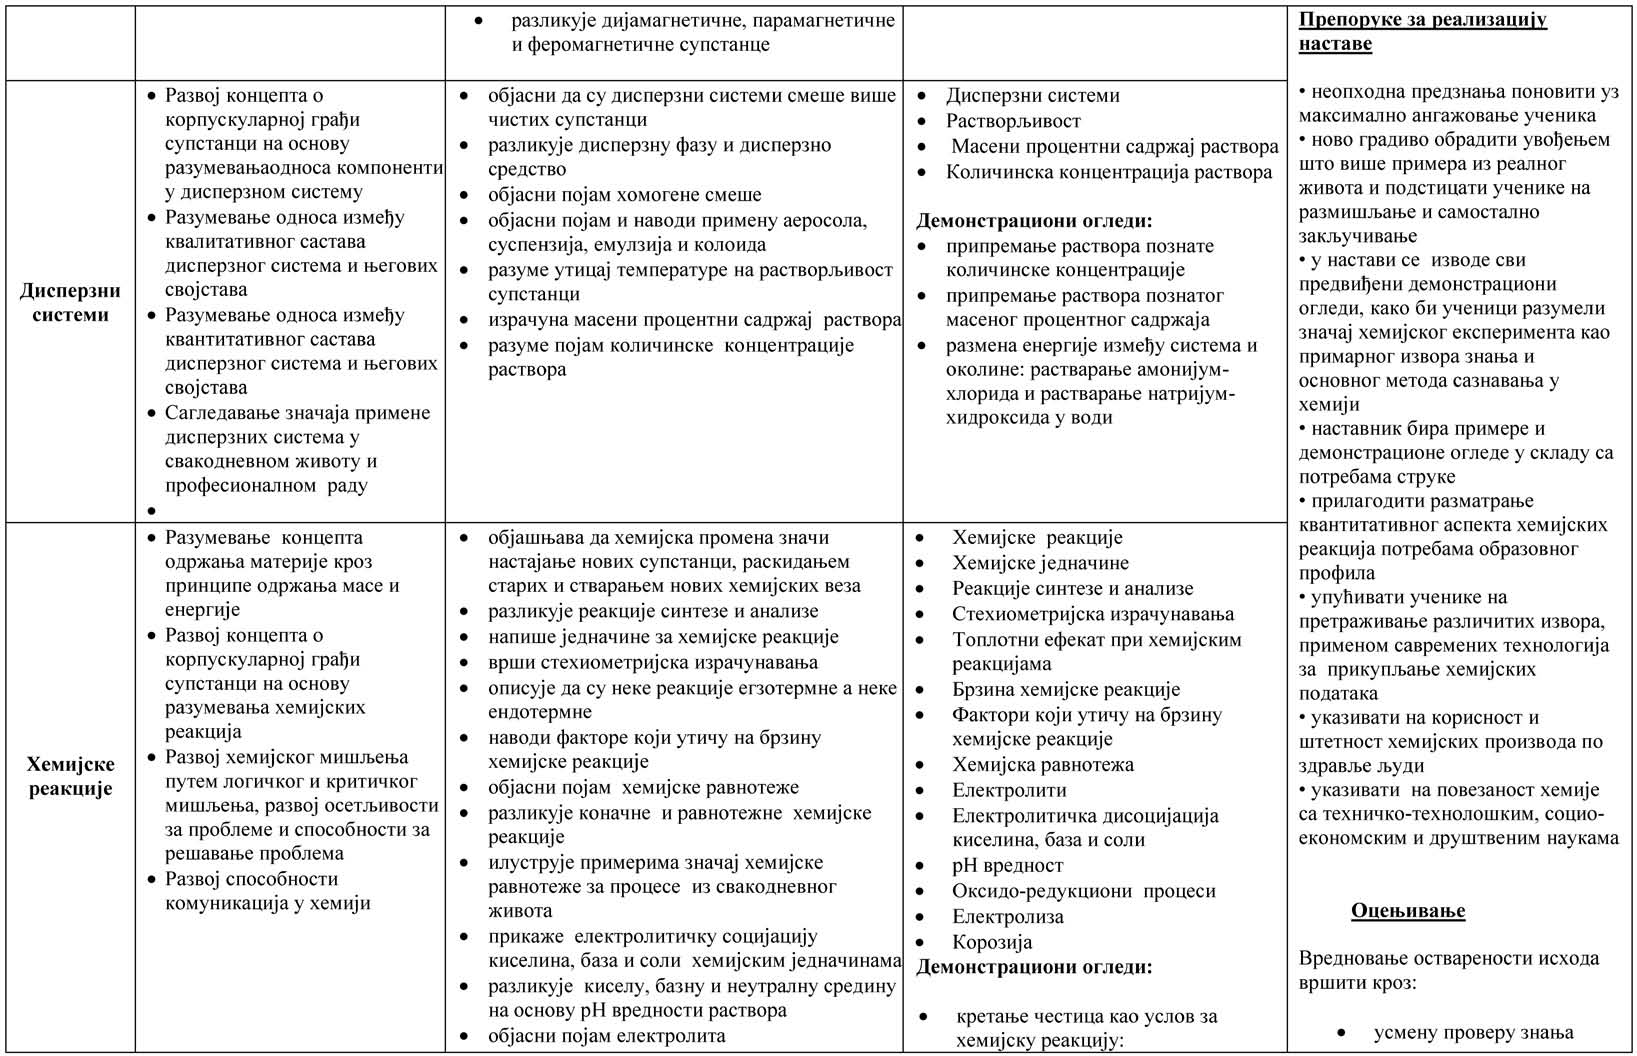 • разликује дијамагнетичне, парамагнетичне
и феромагнетичне супстанце
Дисперзни
системи
• Развој концепта о
корпускуларној грађи
супстанци на основу
разумевањаодноса компоненти
у дисперзном систему
• Разумевање односа између
квалитативног састава
дисперзног система и његових
својстава
• Разумевање односа између
квантитативног састава
дисперзног система и његових
својстава
• Сагледавање значаја примене
дисперзних система у
свакодневном животу и
професионалном раду
•
• објасни да су дисперзни системи смеше више
чистих супстанци
• разликује дисперзну фазу и дисперзно
средство
• објасни појам хомогене смеше
• објасни појам и наводи примену аеросола,
суспензија, емулзија и колоида
• разуме утицај температуре на растворљивост
супстанци
• израчуна масени процентни садржај раствора
• разуме појам количинске концентрације
раствора
• Дисперзни системи
• Растворљивост
• Масени процентни садржај раствора
• Количинска концентрација раствора
Демонстрациони огледи:
• припремање раствора познате
количинске концентрације
• припремање раствора познатог
масеног процентног садржаја
• размена енергије између система и
околине: растварање амонијум-
хлорида и растварање натријум-
хидроксида у води
Хемијске
реакције
• Разумевање концепта
одржања материје кроз
принципе одржања масе и
енергије
• Развој концепта о
корпускуларној грађи
супстанци на основу
разумевања хемијских
реакција
• Развој хемијског мишљења
путем логичког и критичког
мишљења, развој осетљивости
за проблеме и способности за
решавање проблема
• Развој способности
комуникација у хемији
• објашњава да хемијска промена значи
настајање нових супстанци, раскидањем
старих и стварањем нових хемијских веза
• разликује реакције синтезе и анализе
• напише једначине за хемијске реакције
• врши стехиометријска израчунавања
• описује да су неке реакције егзотермне а неке
ендотермне
• наводи факторе који утичу на брзину
хемијске реакције
• објасни појам хемијске равнотеже
• разликује коначне и равнотежне хемијске
реакције
• илуструје примерима значај хемијске
равнотеже за процесе из свакодневног
живота
• прикаже електролитичку социјацију
киселина, база и соли хемијским једначинама
• разликује киселу, базну и неутралну средину
на основу pH вредности раствора
• објасни појам електролита
• Хемијске реакције
• Хемијске једначине
• Реакције синтезе и анализе
• Стехиометријска израчунавања
• Топлотни ефекат при хемијским
реакцијама
• Брзина хемијске реакције
• Фактори који утичу на брзину
хемијске реакције
• Хемијска равнотежа
• Електролити
• Електролитичка дисоцијација
киселина, база и соли
• pH вредност
• Оксидо-редукциони процеси
• Електролиза
• Корозија
Демонстрациони огледи:
• кретање честица као услов за
хемијску реакцију:
Препоруке за реализацију
наставе
• неопходна предзнања поновити уз
максимално ангажовање ученика
• ново градиво обрадити увођењем
што више примера из реалног
живота и подстицати ученике на
размишљање и самостално
закључивање
• у настави се изводе сви
предвиђени демонстрациони
огледи, како би ученици разумели
значај хемијског експеримента као
примарног извора знања и
основног метода сазнавања у
хемији
• наставник бира примере и
демонстрационе огледе у складу са
потребама струке
• прилагодити разматрање
квантитативног аспекта хемијских
реакција потребама образовног
профила
• упућивати ученике на
претраживање различитих извора,
применом савремених технологија
за прикупљање хемијских
података
• указивати на корисност и
штетност хемијских производа по
здравље људи
• указивати на повезаност хемије
са техничко-технолошким, социо-
економским и друштвеним наукама
Оцењивање
Вредновање остварености исхода
вршити кроз:
• усмену проверу знања